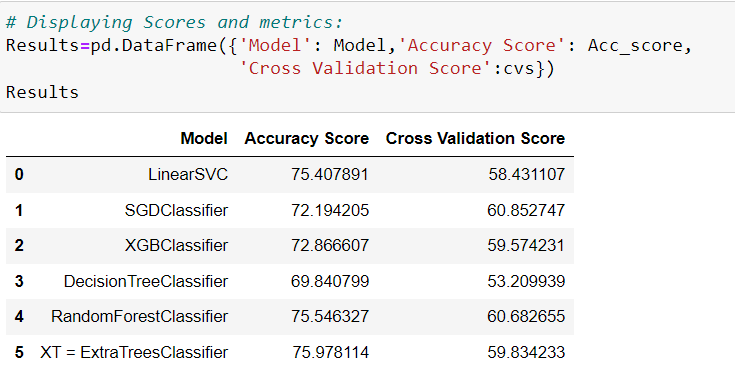 # Displaying Scores and metrics:
Results=pd.DataFrame({'Model': Model,'Accuracy Score': Acc_score,
'Cross Validation Score':cvs})
Results
Model Accuracy Score Cross Validation Score
0 LinearSVC 75.407891 58.431107
1 SGDClassifier 72.194205 60.852747
2 XGBClassifier 72.866607 59.574231
3 DecisionTreeClassifier 69.840799 53.209939
4 RandomForestClassifier 75.546327 60.682655
5 XT = ExtraTreesClassifier 75.978114 59.834233